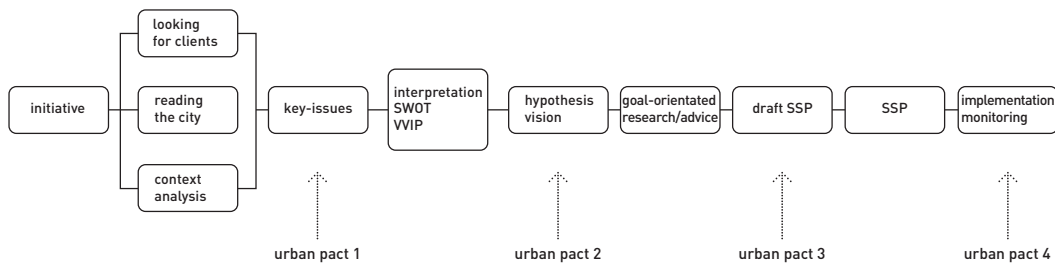 initiative
looking
for clients
reading
the city
context
analysis
key-issues
interpretation
SWOT
VVIP
hypothesis
vision
goal-orientated
research/advice
draft SSP
SSP
implementation
monitoring
urban pact 1
urban pact 2
urban pact 3
urban pact 4